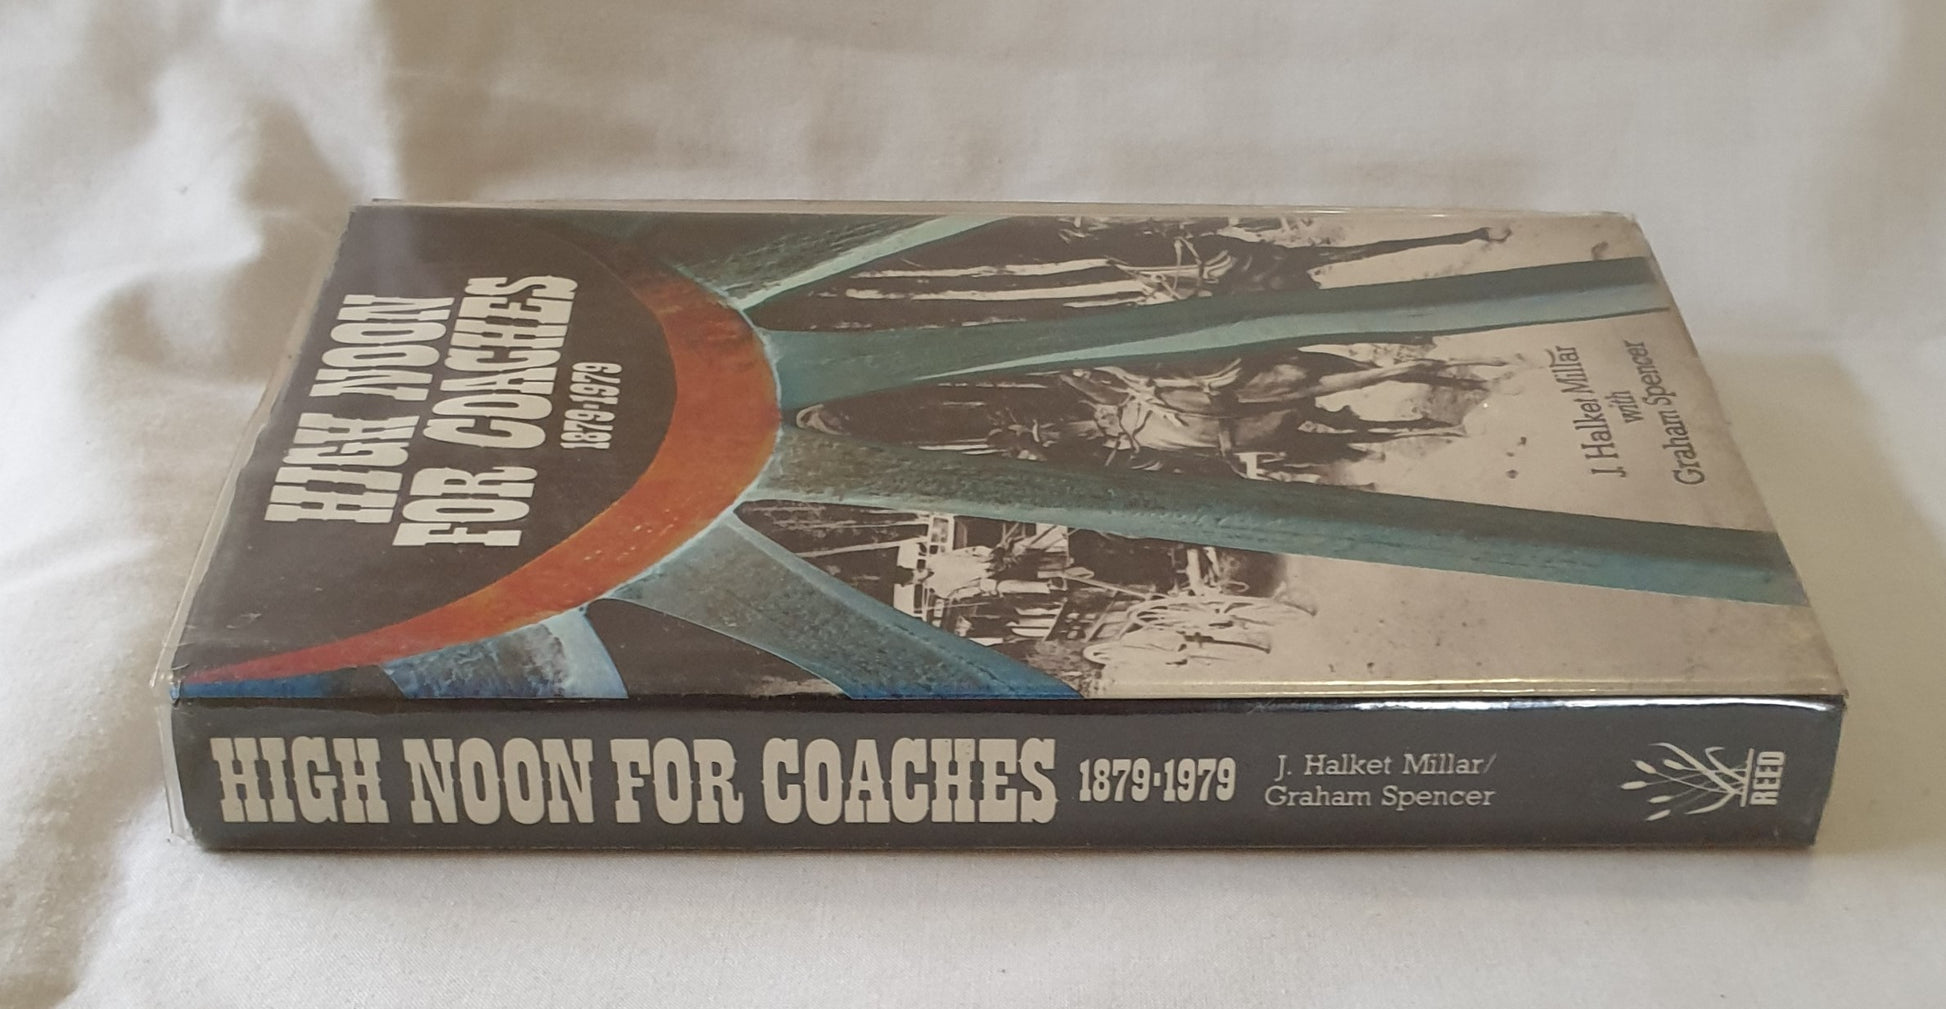 HIGH NOON
FOR COACHES
1879-1979
J. Halket Millar
with
Graham Spencer
HIGH NOON FOR COACHES 1879-1979
J. Halket Millar/
Graham Spencer
REED